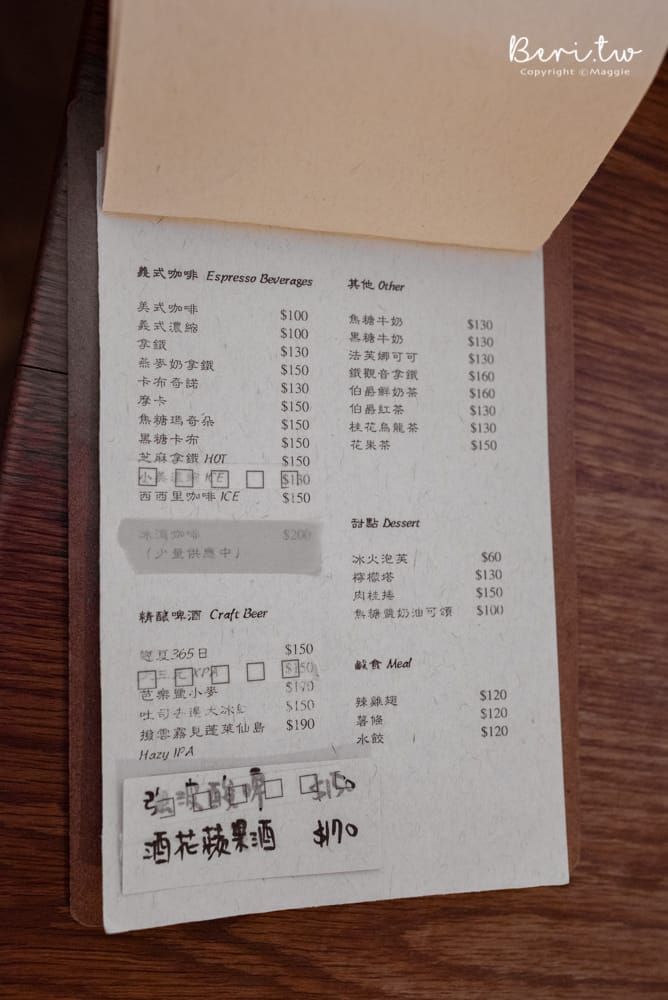 Beri.tw
Copyright ©Maggie
義式咖啡 Espresso Beverages
美式咖啡 $100
義式濃縮 $100
拿鐵 $130
燕麥奶拿鐵 $150
卡布奇諾 $130
摩卡 $150
焦糖瑪奇朵 $150
黑糖卡布 $150
芝麻拿鐵 HOT $150
西西里咖啡 ICE $150
冰滴咖啡 $200
(少量供應中)
精釀啤酒 Craft Beer
戀夏365日 $150
芭樂鹽小麥 $170
$150
撥雲霧見蓬萊仙島 $190
Hazy IPA
酒花蘋果酒 $170
其他 Other
焦糖牛奶 $130
黑糖牛奶 $130
法芙娜可可 $130
鐵觀音拿鐵 $160
伯爵鮮奶茶 $160
伯爵紅茶 $130
桂花烏龍茶 $130
花果茶 $150
甜點 Dessert
冰火泡芙 $60
檸檬塔 $130
肉桂捲 $150
焦糖鹽奶油可頌 $100
鹹食 Meal
辣雞翅 $120
薯條 $120
水餃 $120